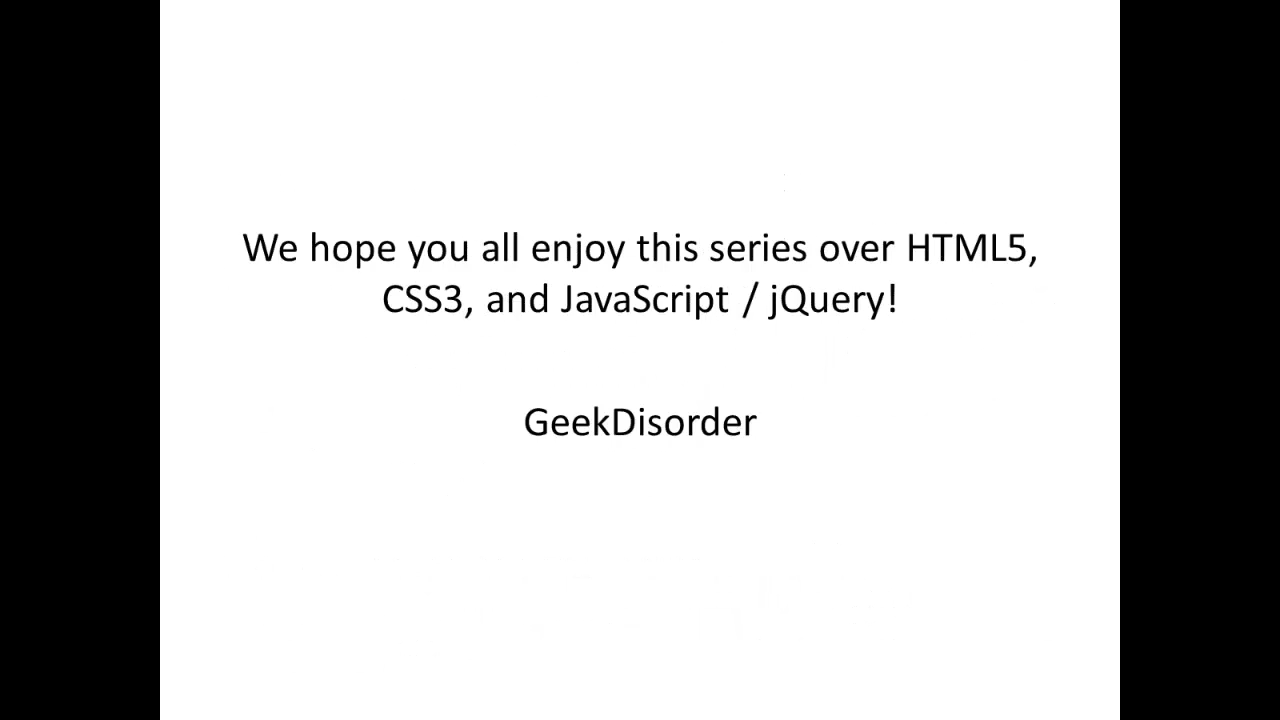 We hope you all enjoy this series over HTML5,
CSS3, and JavaScript / jQuery!
GeekDisorder